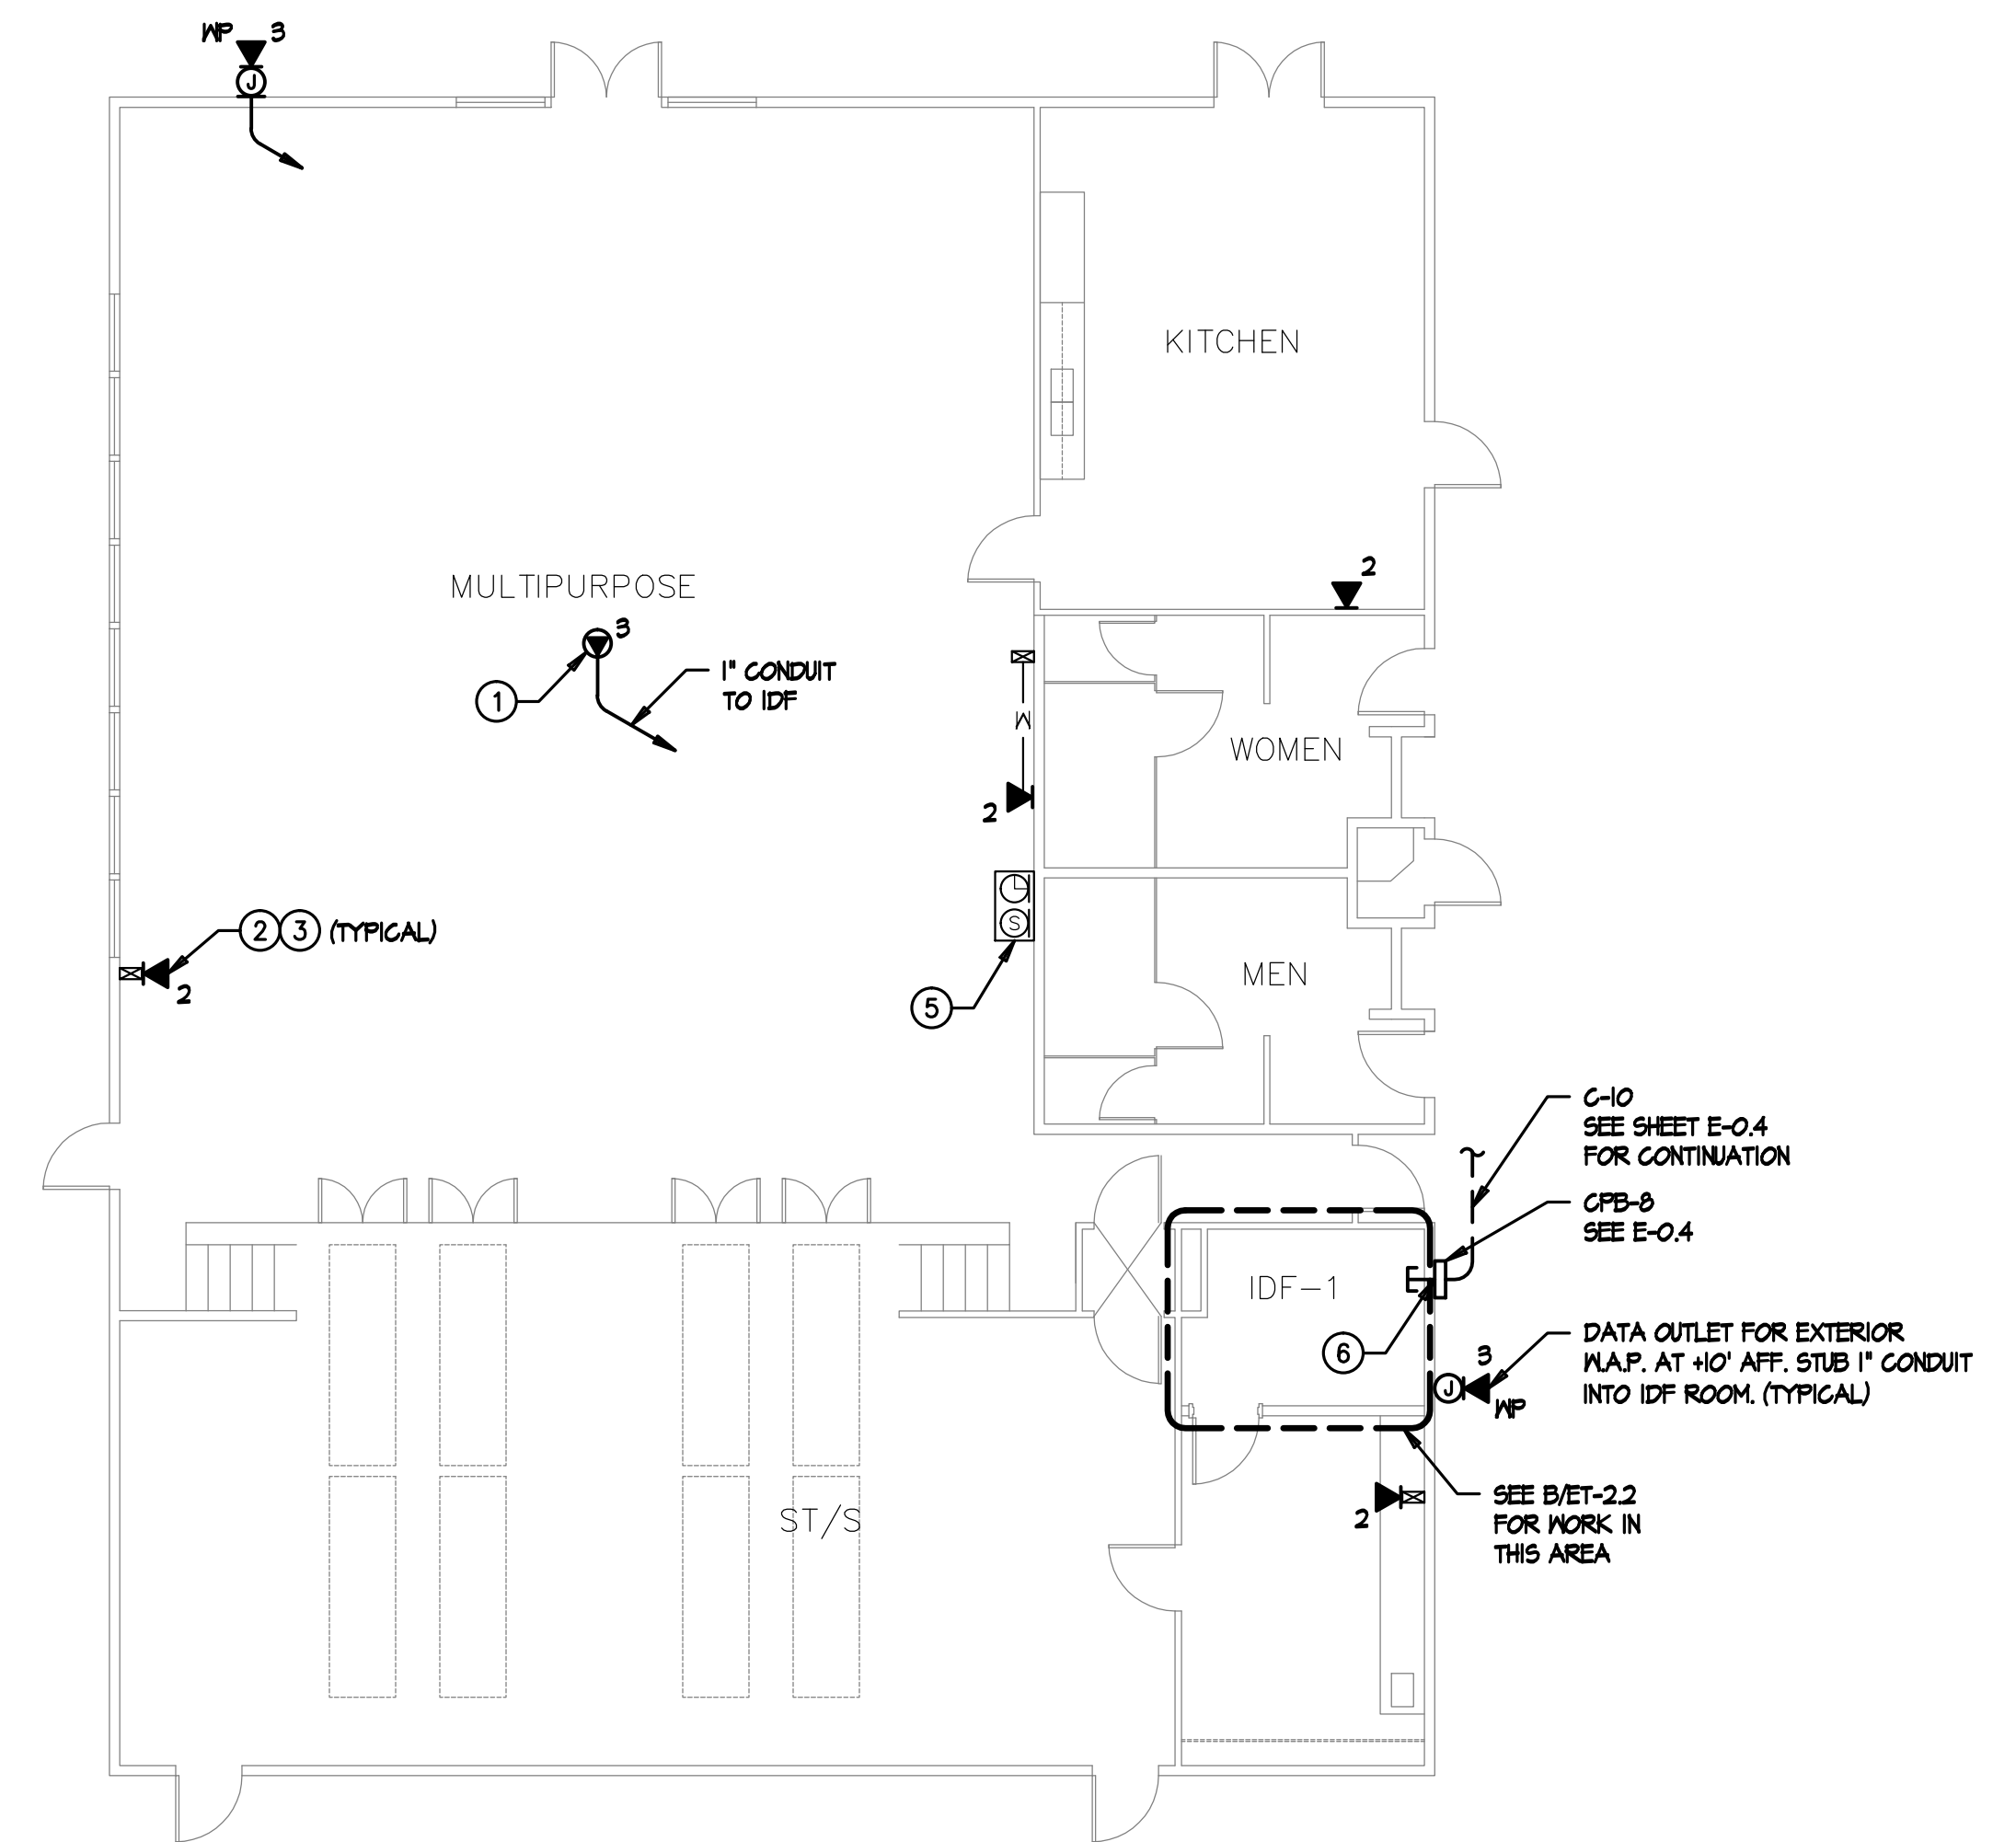 WP 3
J
KITCHEN
2
MULTIPURPOSE
3
1
1" CONDUIT
TO IDF
W
WOMEN
2
2 3 (TYPICAL)
2
S
5
MEN
C-10
SEE SHEET E-0.4
FOR CONTINUATION
CPB-8
SEE E-0.4
IDF-1
6
DATA OUTLET FOR EXTERIOR
W.A.P. AT +10' AFF. STUB 1" CONDUIT
INTO IDF ROOM. (TYPICAL)
3
J
WP
SEE B/ET-2.2
FOR WORK IN
THIS AREA
2
ST/S